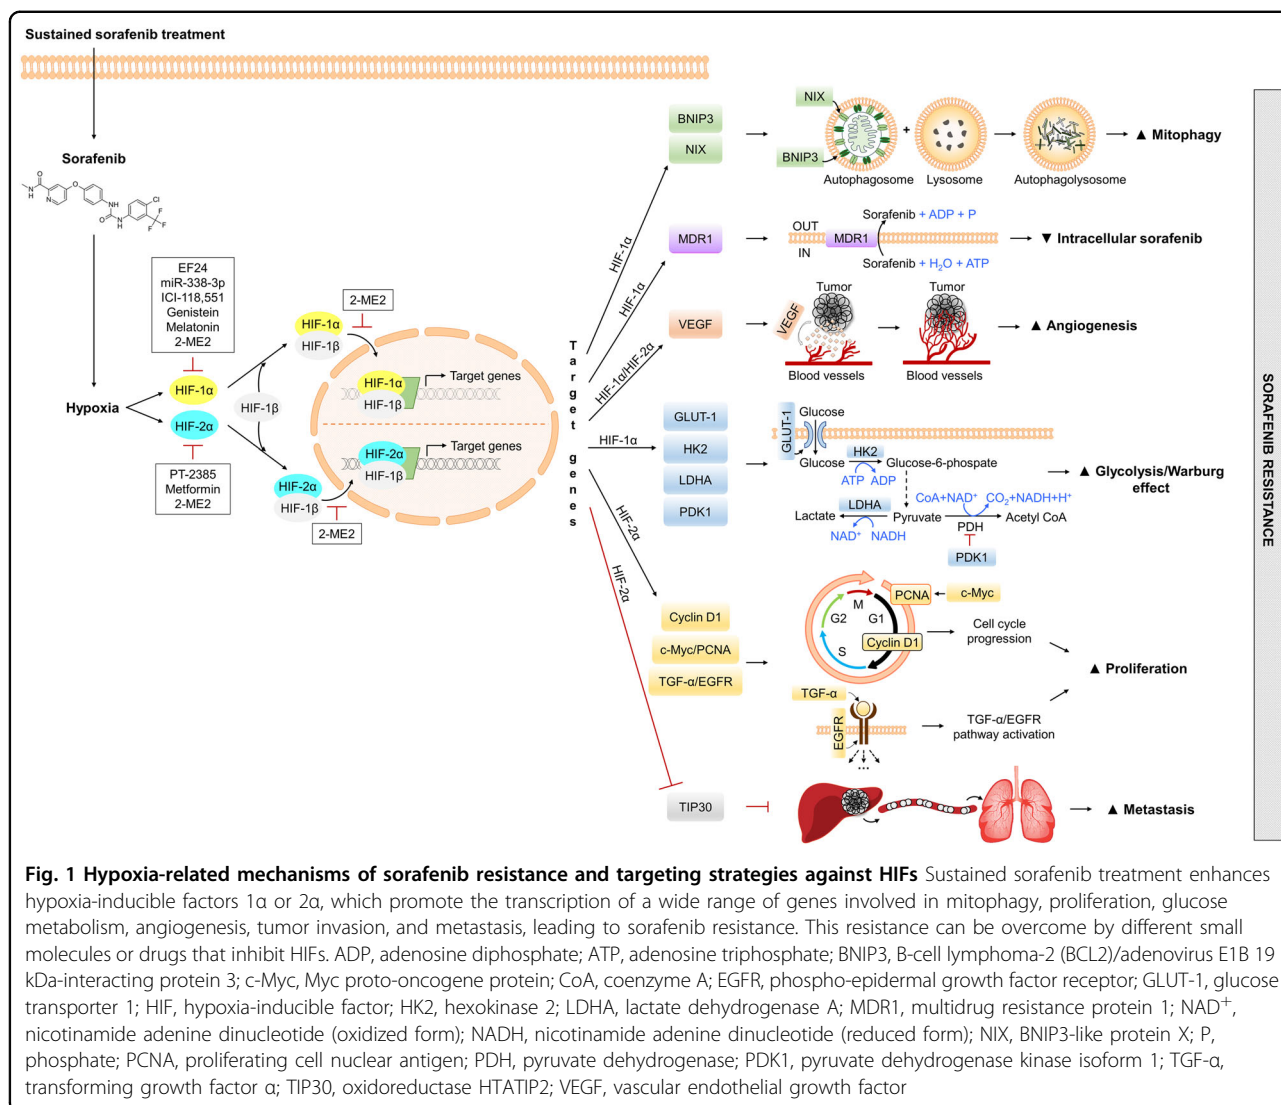 Sustained sorafenib treatment
Sorafenib
O
N
H
N
O
O
NH
NH
Cl
F
F
F
EF24
miR-338-3p
ICI-118,551
Genistein
Melatonin
2-ME2
Hypoxia
HIF-1α
HIF-2α
PT-2385
Metformin
2-ME2
HIF-1β
HIF-1α
HIF-1β
2-ME2
HIF-2α
HIF-1β
2-ME2
HIF-1α
HIF-1β
Target genes
HIF-2α
HIF-1β
Target genes
Target genes
HIF-1α
HIF-1α
HIF-1α/HIF-2α
HIF-1α
HIF-2α
HIF-2α
BNIP3
NIX
NIX
BNIP3
+
Autophagosome
Lysosome
Autophagolysosome
▲ Mitophagy
MDR1
OUT
IN
MDR1
Sorafenib + ADP + P
Sorafenib + H₂O + ATP
▼ Intracellular sorafenib
VEGF
VEGF
Tumor
Blood vessels
Tumor
Blood vessels
▲ Angiogenesis
GLUT-1
HK2
LDHA
PDK1
GLUT-1
Glucose
Glucose
HK2
ATP ADP
Glucose-6-phospate
Lactate
LDHA
NAD⁺ NADH
Pyruvate
CoA+NAD⁺
CO₂+NADH+H⁺
PDH
Acetyl CoA
PDK1
▲ Glycolysis/Warburg
effect
Cyclin D1
c-Myc/PCNA
TGF-α/EGFR
M
G2
G1
S
Cyclin D1
PCNA
c-Myc
Cell cycle
progression
TGF-α
EGFR
...
TGF-α/EGFR
pathway activation
▲ Proliferation
TIP30
▲ Metastasis
SORAFENIB RESISTANCE
Fig. 1 Hypoxia-related mechanisms of sorafenib resistance and targeting strategies against HIFs Sustained sorafenib treatment enhances
hypoxia-inducible factors 1α or 2α, which promote the transcription of a wide range of genes involved in mitophagy, proliferation, glucose
metabolism, angiogenesis, tumor invasion, and metastasis, leading to sorafenib resistance. This resistance can be overcome by different small
molecules or drugs that inhibit HIFs. ADP, adenosine diphosphate; ATP, adenosine triphosphate; BNIP3, B-cell lymphoma-2 (BCL2)/adenovirus E1B 19
kDa-interacting protein 3; c-Myc, Myc proto-oncogene protein; CoA, coenzyme A; EGFR, phospho-epidermal growth factor receptor; GLUT-1, glucose
transporter 1; HIF, hypoxia-inducible factor; HK2, hexokinase 2; LDHA, lactate dehydrogenase A; MDR1, multidrug resistance protein 1; NAD⁺,
nicotinamide adenine dinucleotide (oxidized form); NADH, nicotinamide adenine dinucleotide (reduced form); NIX, BNIP3-like protein X; P,
phosphate; PCNA, proliferating cell nuclear antigen; PDH, pyruvate dehydrogenase; PDK1, pyruvate dehydrogenase kinase isoform 1; TGF-α,
transforming growth factor α; TIP30, oxidoreductase HTATIP2; VEGF, vascular endothelial growth factor